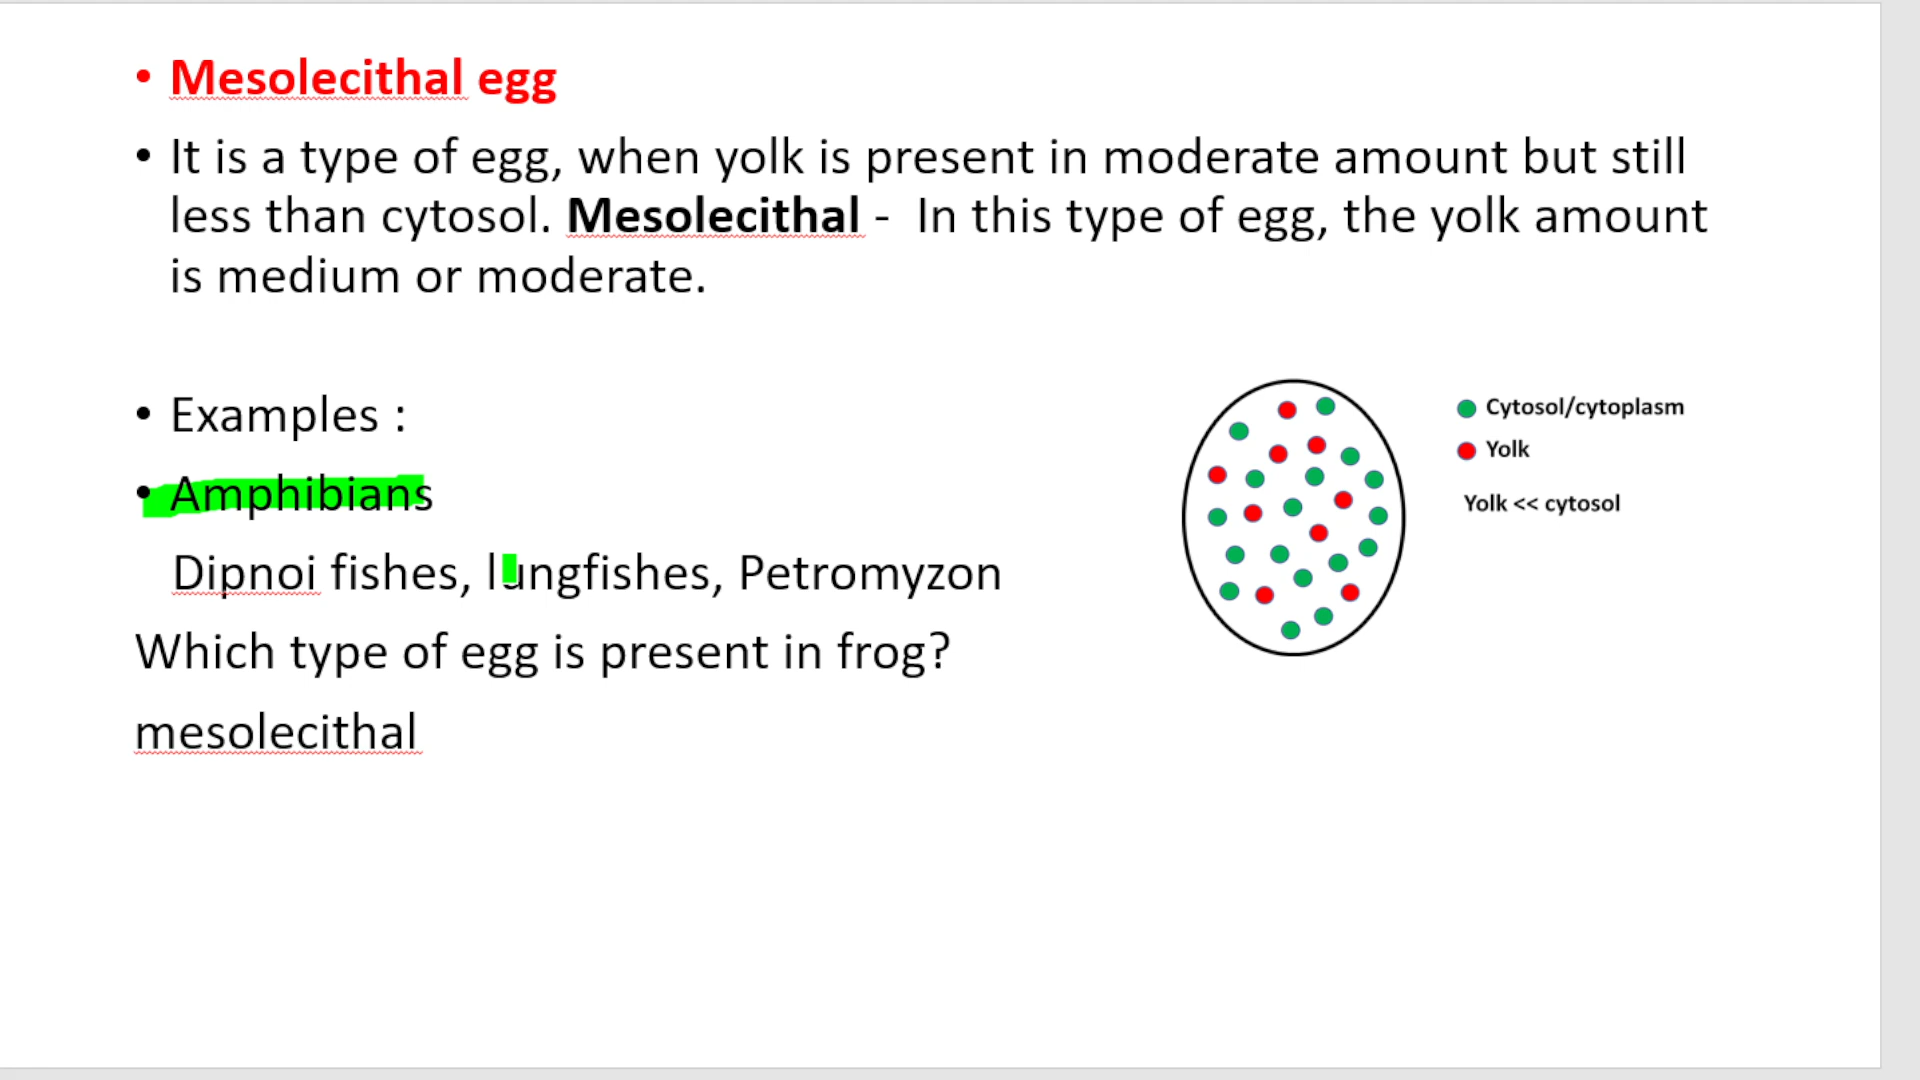 • Mesolecithal egg
• It is a type of egg, when yolk is present in moderate amount but still
less than cytosol. Mesolecithal - In this type of egg, the yolk amount
is medium or moderate.
• Examples :
• Amphibians
Dipnoi fishes, lungfishes, Petromyzon
Which type of egg is present in frog?
mesolecithal
Cytosol/cytoplasm
Yolk
Yolk << cytosol